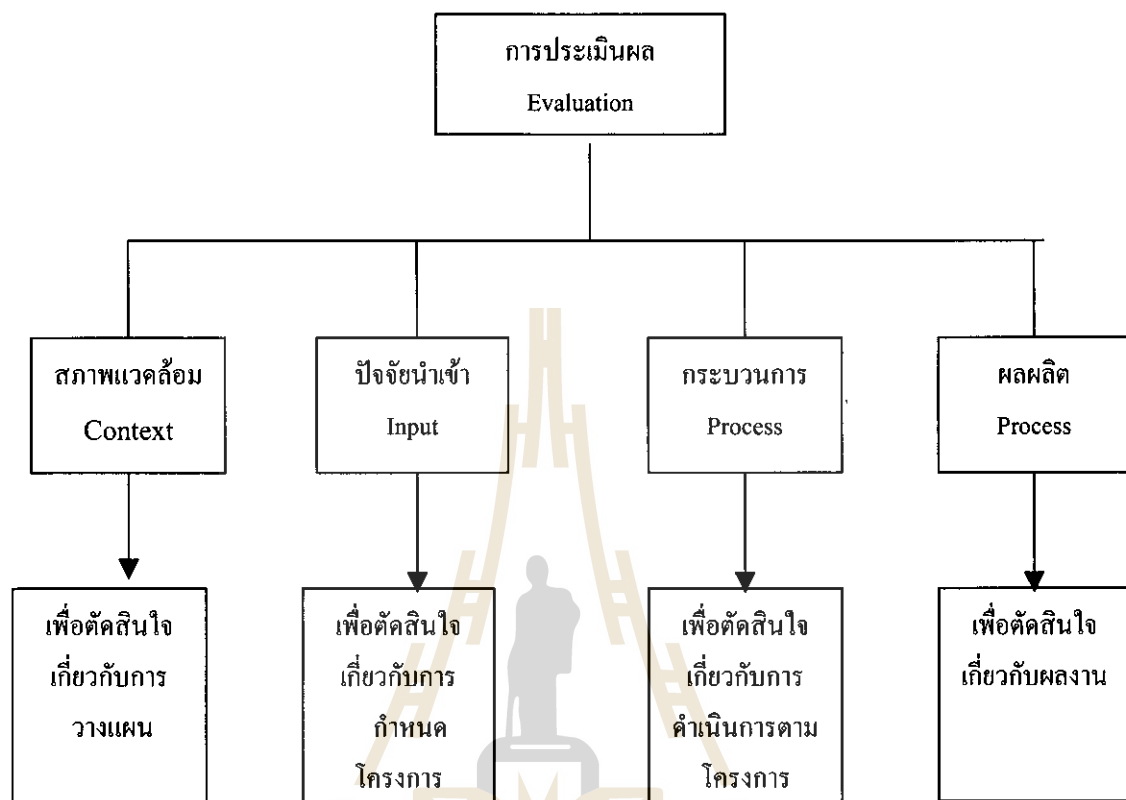 การประเมินผล
Evaluation
สภาพแวดล้อม
Context
ปัจจัยนำเข้า
Input
กระบวนการ
Process
ผลผลิต
Process
เพื่อตัดสินใจ
เกี่ยวกับการ
วางแผน
เพื่อตัดสินใจ
เกี่ยวกับการ
กำหนด
โครงการ
เพื่อตัดสินใจ
เกี่ยวกับการ
ดำเนินการตาม
โครงการ
เพื่อตัดสินใจ
เกี่ยวกับผลงาน